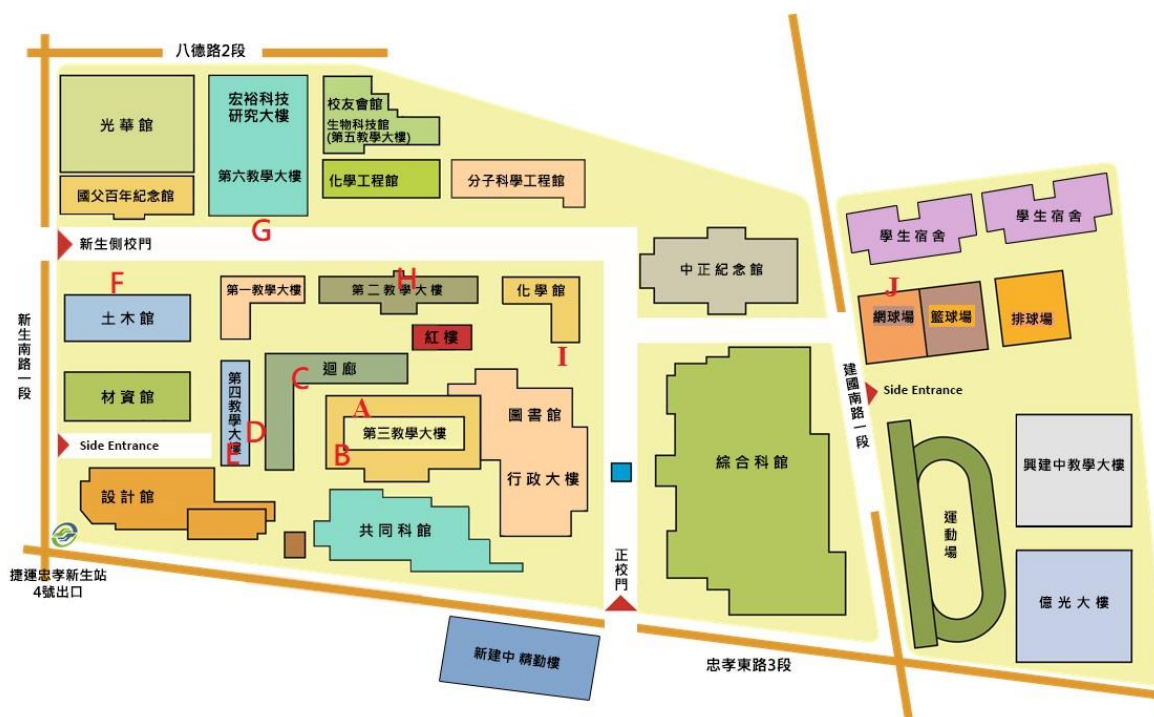 八德路2段
光華館
宏裕科技
研究大樓
第六教學大樓
校友會館
生物科技館
(第五教學大樓)
化學工程館
分子科學工程館
國父百年紀念館
G
新生側校門
中正紀念館
學生宿舍
學生宿舍
F
土木館
第一教學大樓
H
第二教學大樓
化學館
I
J
網球場
籃球場
排球場
紅樓
新生南路一段
材資館
第四教學大樓
D
E
迴廊
C
A
第三教學大樓
B
圖書館
行政大樓
綜合科館
建國南路一段
Side Entrance
Side Entrance
設計館
共同科館
正校門
運動場
興建中教學大樓
億光大樓
捷運忠孝新生站
4號出口
新建中 精勤樓
忠孝東路3段